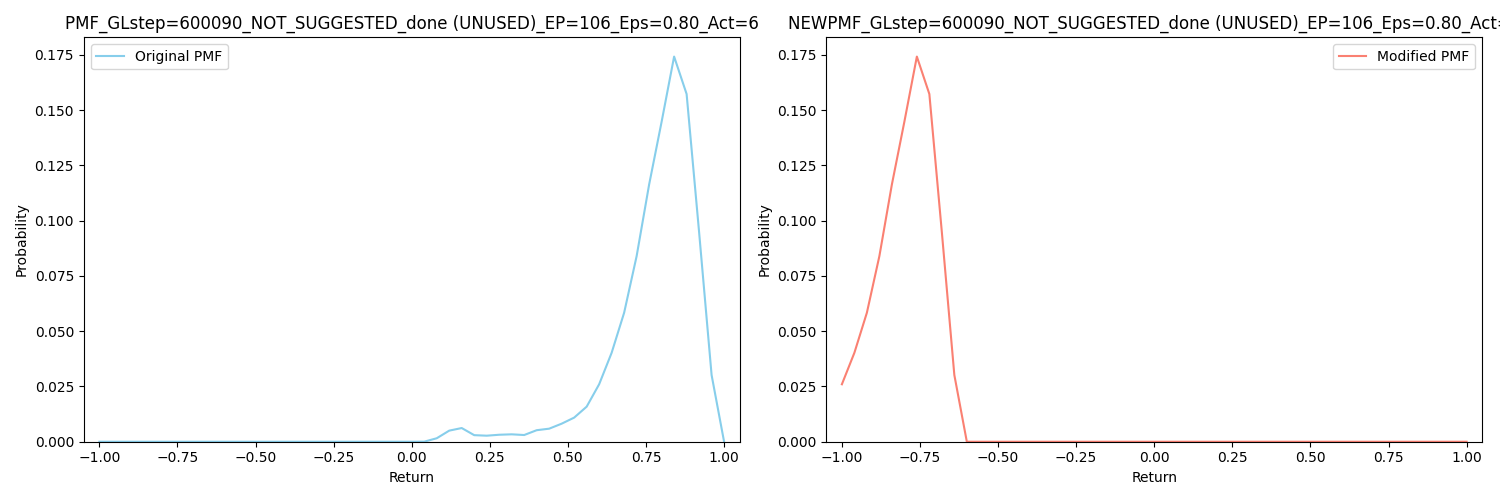 PMF_GLstep=600090_NOT_SUGGESTED_done (UNUSED)_EP=106_Eps=0.80_Act=6
Original PMF
0.175
0.150
0.125
0.100
0.075
0.050
0.025
0.000
Probability
−1.00 −0.75 −0.50 −0.25 0.00 0.25 0.50 0.75 1.00
Return
NEWPMF_GLstep=600090_NOT_SUGGESTED_done (UNUSED)_EP=106_Eps=0.80_Act=
Modified PMF
0.175
0.150
0.125
0.100
0.075
0.050
0.025
0.000
Probability
−1.00 −0.75 −0.50 −0.25 0.00 0.25 0.50 0.75 1.00
Return